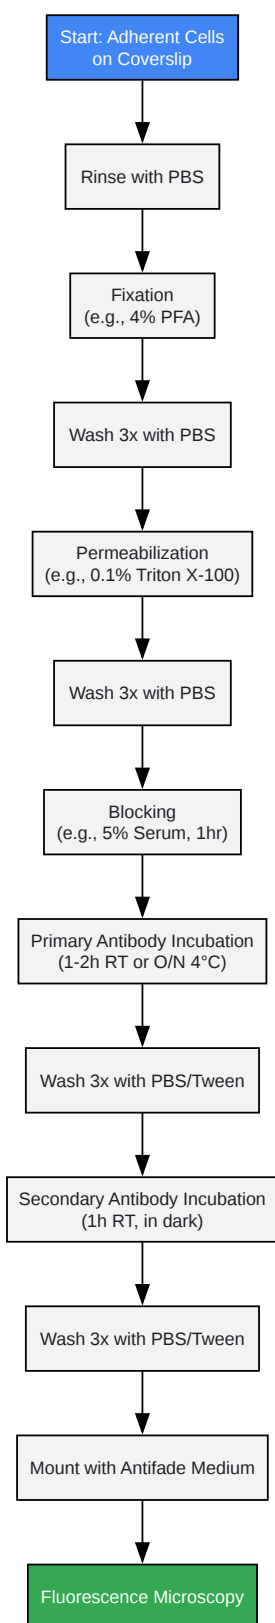 Start: Adherent Cells
on Coverslip
Rinse with PBS
Fixation
(e.g., 4% PFA)
Wash 3x with PBS
Permeabilization
(e.g., 0.1% Triton X-100)
Wash 3x with PBS
Blocking
(e.g., 5% Serum, 1hr)
Primary Antibody Incubation
(1-2h RT or O/N 4°C)
Wash 3x with PBS/Tween
Secondary Antibody Incubation
(1h RT, in dark)
Wash 3x with PBS/Tween
Mount with Antifade Medium
Fluorescence Microscopy